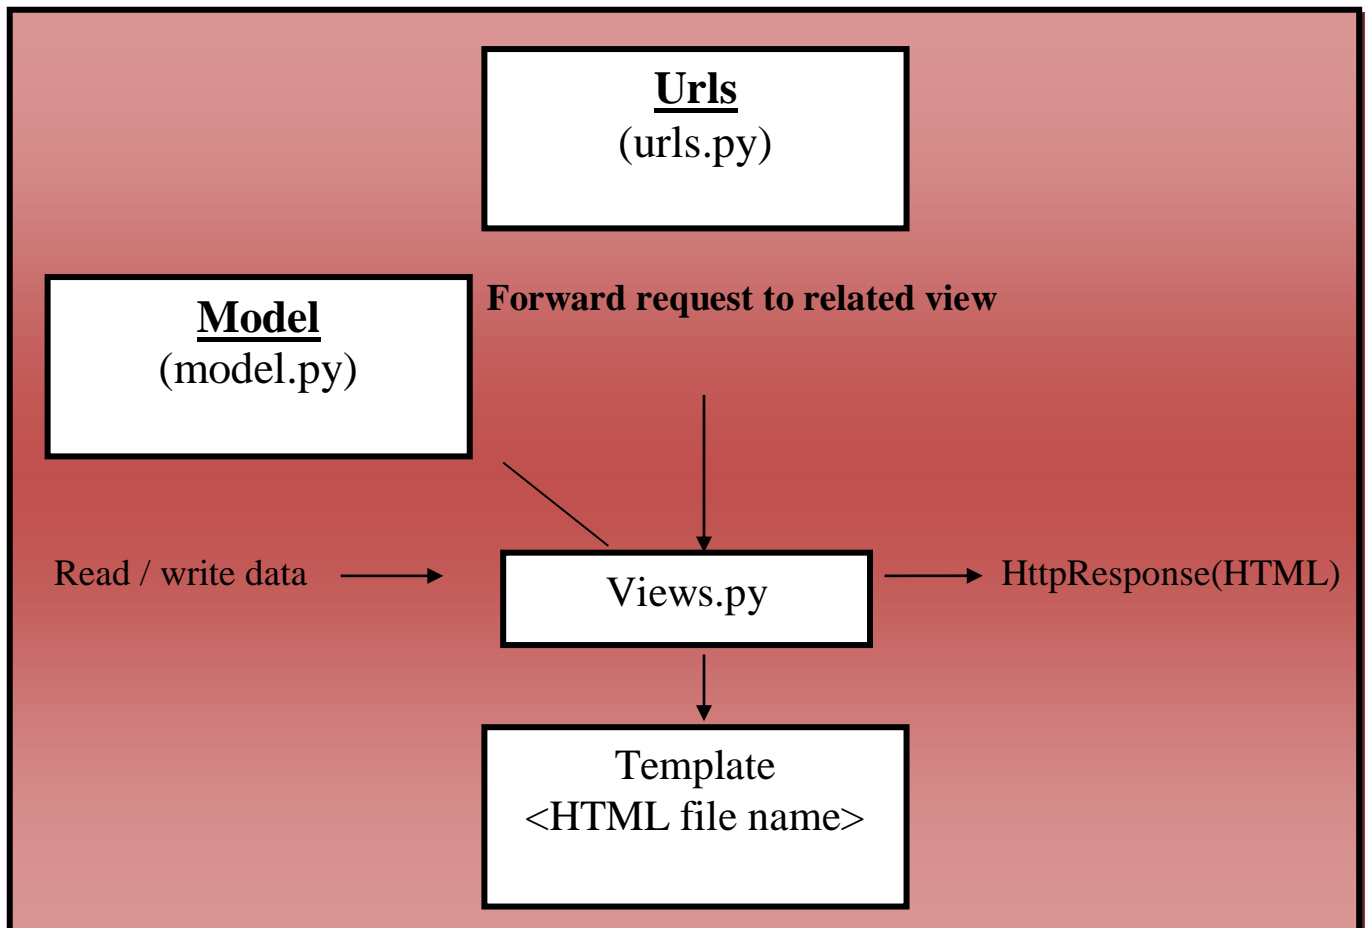 Urls
(urls.py)
Model
(model.py)
Forward request to related view
Read / write data
Views.py
HttpResponse(HTML)
Template
<HTML file name>